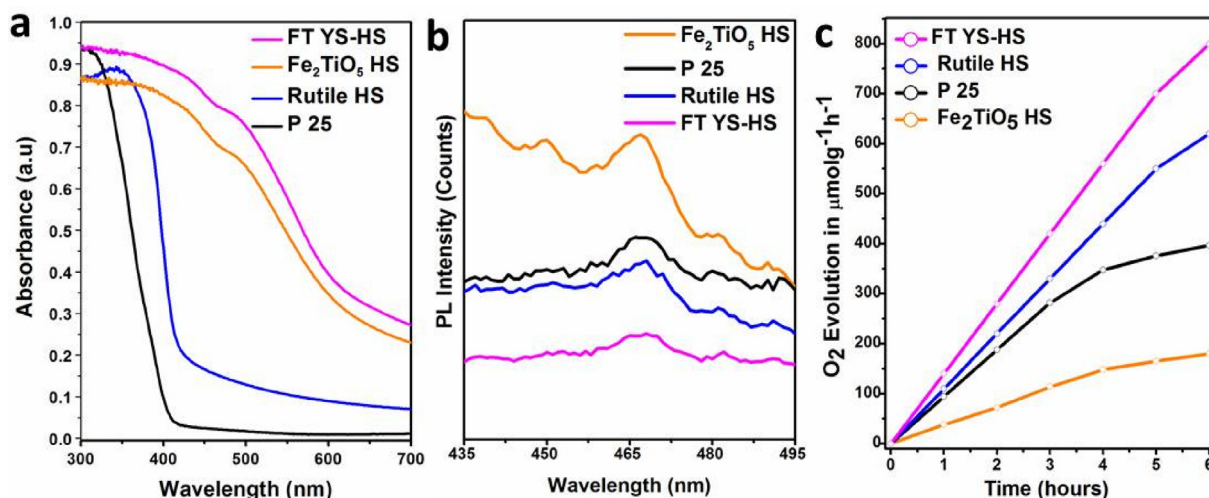 a
FT YS-HS
Fe₂TiO₅ HS
Rutile HS
P 25
Absorbance (a.u)
1.0
0.9
0.8
0.7
0.6
0.5
0.4
0.3
0.2
0.1
0.0
300 400 500 600 700
Wavelength (nm)
b
Fe₂TiO₅ HS
P 25
Rutile HS
FT YS-HS
PL Intensity (Counts)
435 450 465 480 495
Wavelength (nm)
c
FT YS-HS
Rutile HS
P 25
Fe₂TiO₅ HS
O₂ Evolution in μmolg⁻¹h⁻¹
800
700
600
500
400
300
200
100
0
0 1 2 3 4 5 6
Time (hours)